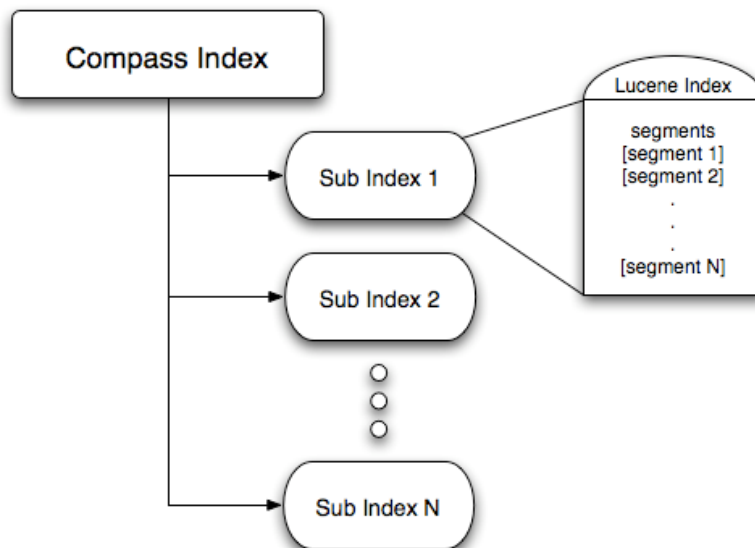 Compass Index
Lucene Index
segments
[segment 1]
[segment 2]
.
.
.
[segment N]
Sub Index 1
Sub Index 2
Sub Index N